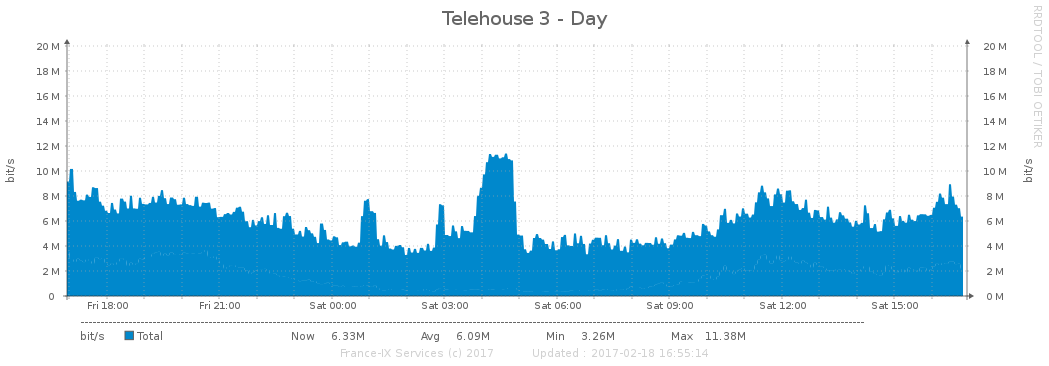 Telehouse 3 - Day
RRDTOOL / TOBI OETIKER
20 M 20 M
18 M 18 M
16 M 16 M
14 M 14 M
12 M 12 M
10 M 10 M
8 M 8 M
6 M 6 M
4 M 4 M
2 M 2 M
0 0 M
bit/s bit/s
Fri 18:00 Fri 21:00 Sat 00:00 Sat 03:00 Sat 06:00 Sat 09:00 Sat 12:00 Sat 15:00
bit/s Total Now 6.33M Avg 6.09M Min 3.26M Max 11.38M
France-IX Services (c) 2017 Updated : 2017-02-18 16:55:14